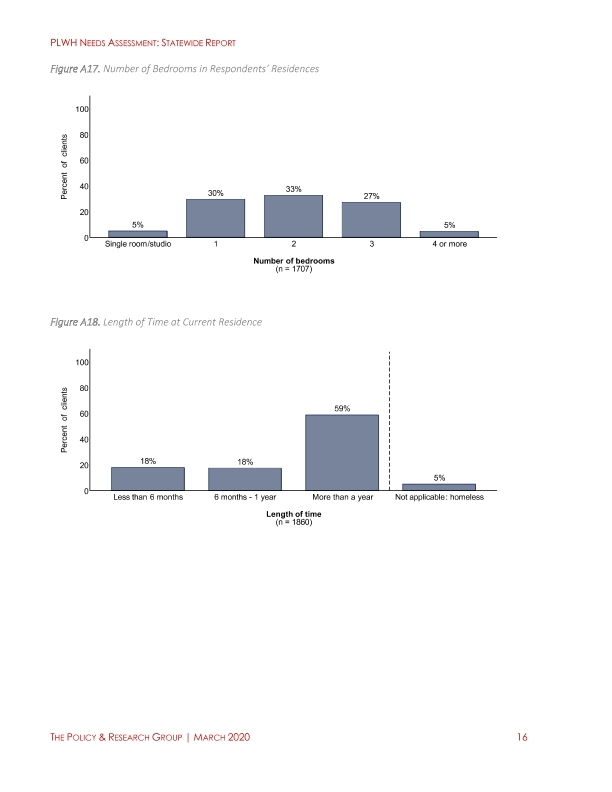 PLWH NEEDS ASSESSMENT: STATEWIDE REPORT
Figure A17. Number of Bedrooms in Respondents' Residences
Percent of clients
100
80
60
40
20
0
5%
30%
33%
27%
5%
Single room/studio 1 2 3 4 or more
Number of bedrooms
(n = 1707)
Figure A18. Length of Time at Current Residence
Percent of clients
100
80
60
40
20
0
18%
18%
59%
5%
Less than 6 months 6 months - 1 year More than a year Not applicable: homeless
Length of time
(n = 1860)
THE POLICY & RESEARCH GROUP | MARCH 2020 16